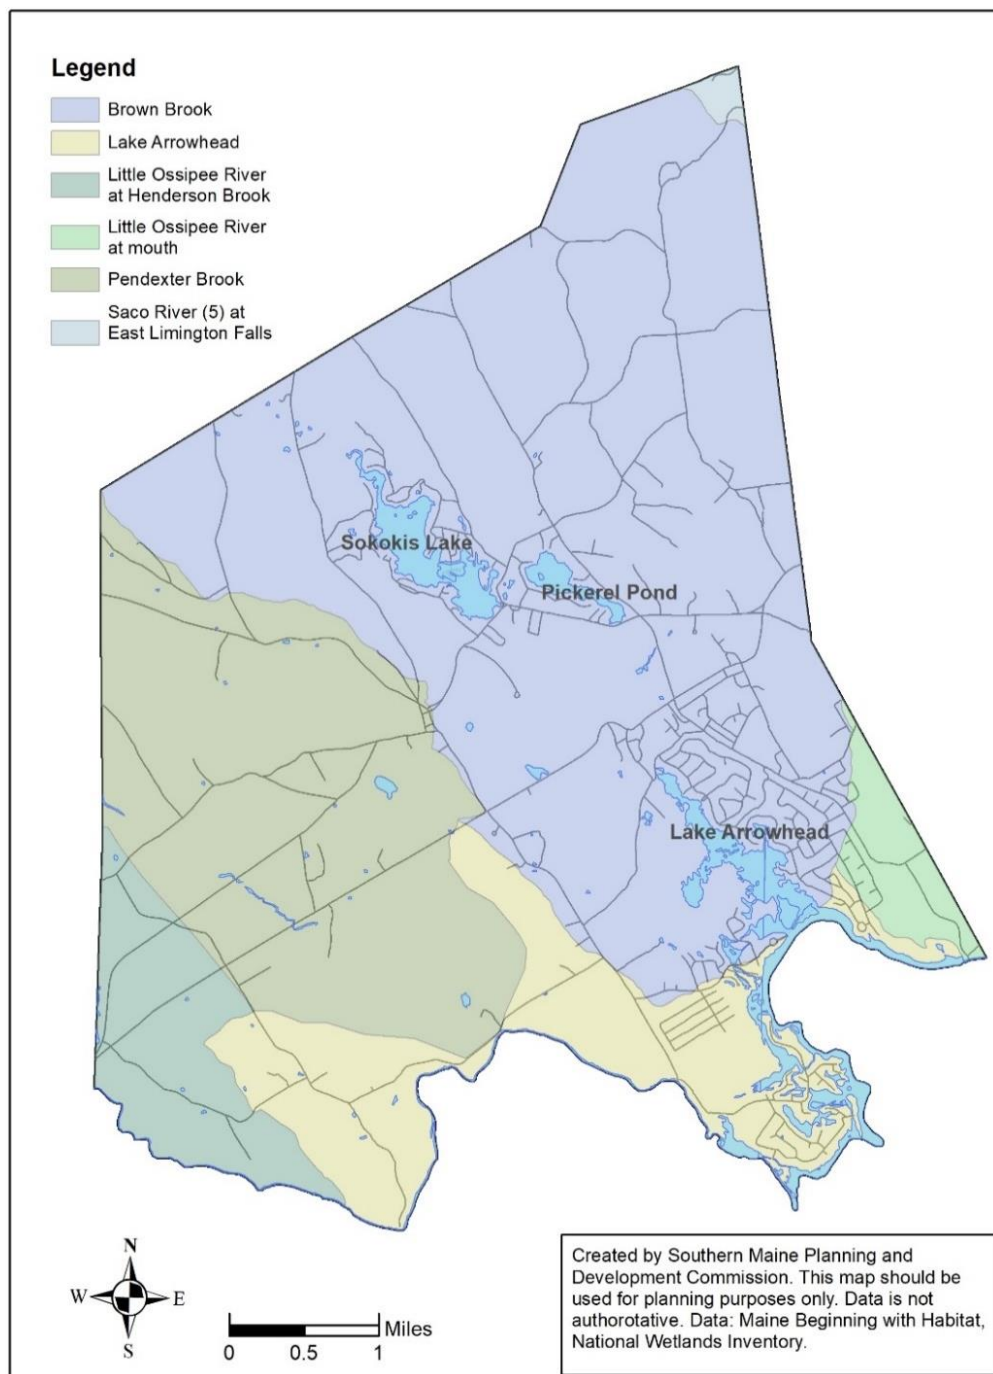 Legend
Brown Brook
Lake Arrowhead
Little Ossipee River
at Henderson Brook
Little Ossipee River
at mouth
Pendexter Brook
Saco River (5) at
East Limington Falls
Sokokis Lake
Pickerel Pond
Lake Arrowhead
N
W
E
S
Miles
0 0.5 1
Created by Southern Maine Planning and
Development Commission. This map should be
used for planning purposes only. Data is not
authorotative. Data: Maine Beginning with Habitat,
National Wetlands Inventory.